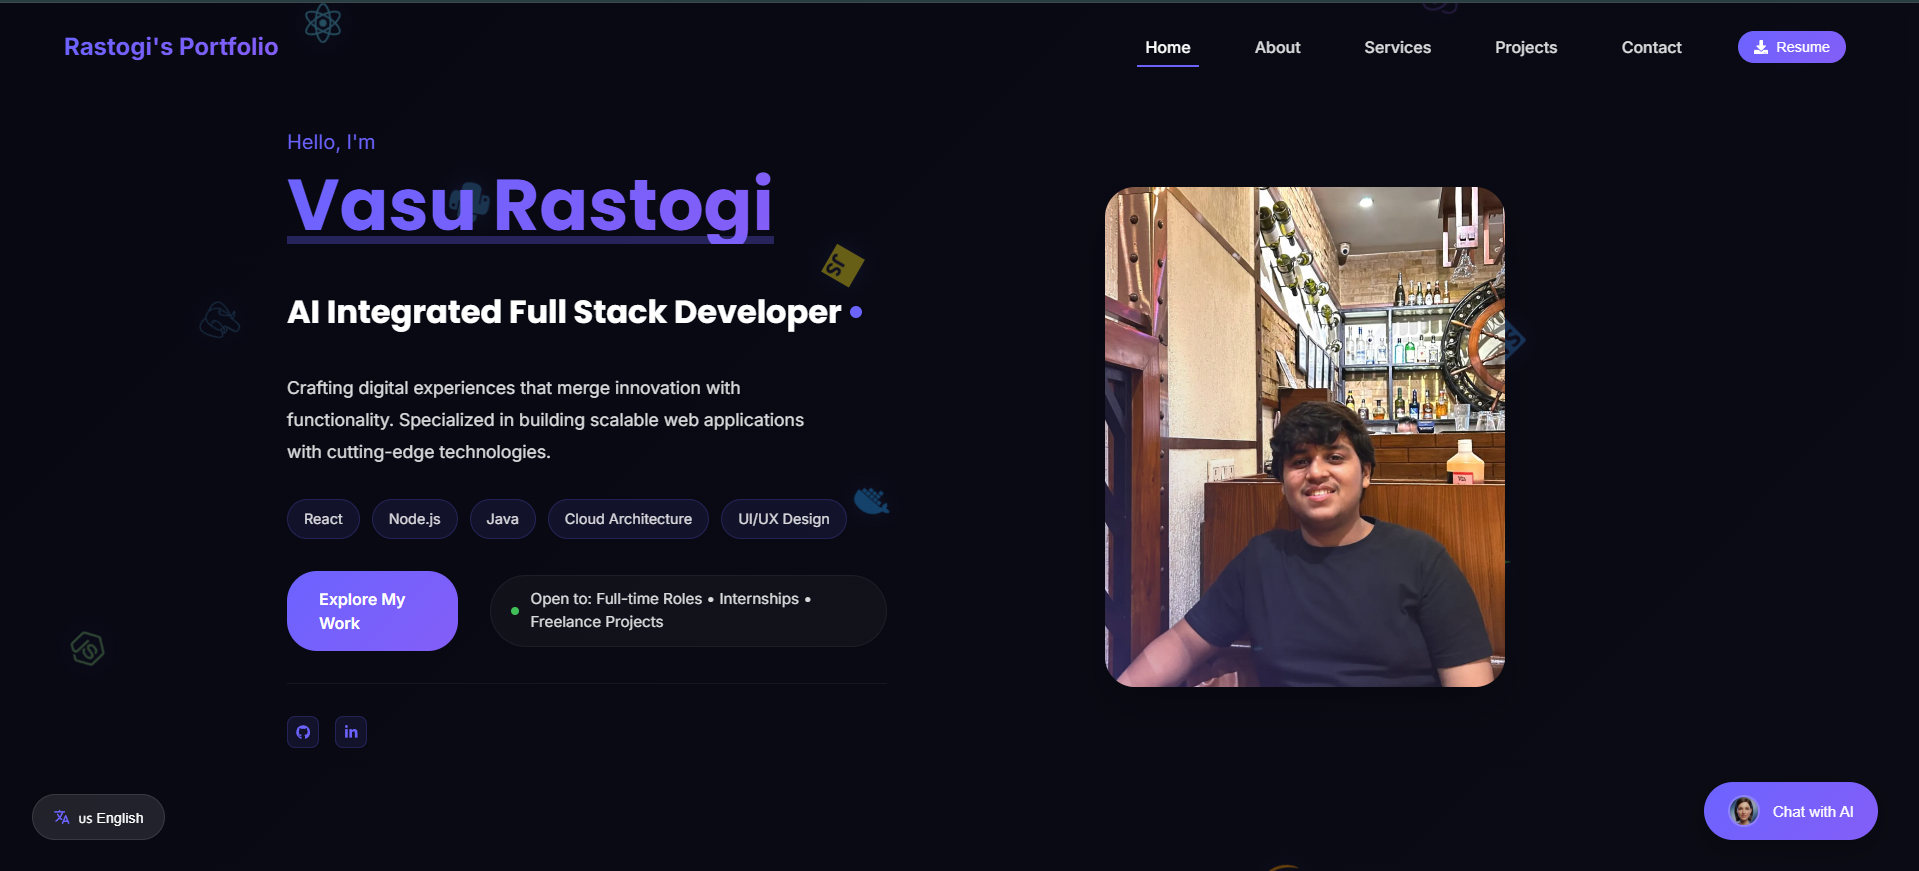 Rastogi's Portfolio
Home
About
Services
Projects
Contact
Resume
Hello, I'm
Vasu Rastogi
JS
AI Integrated Full Stack Developer
Crafting digital experiences that merge innovation with
functionality. Specialized in building scalable web applications
with cutting-edge technologies.
React
Node.js
Java
Cloud Architecture
UI/UX Design
Explore My
Work
Open to: Full-time Roles • Internships •
Freelance Projects
in
us English
Chat with AI